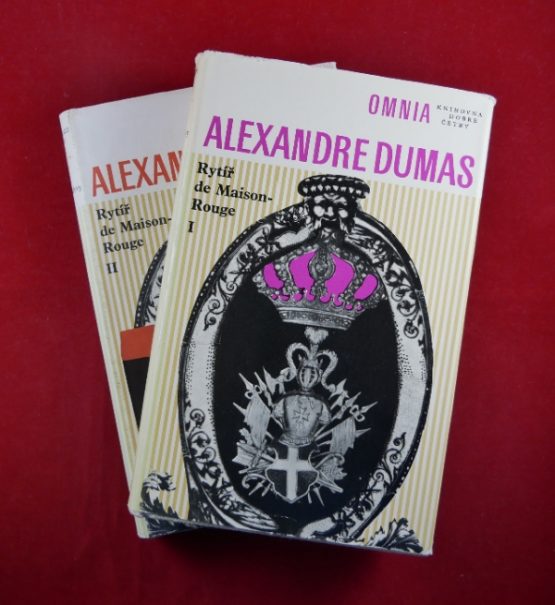 OMNIA
KNIHOVNA
DOBRÉ
ČETBY
ALEXANDRE DUMAS
Rytíř
de Maison-
Rouge
I
ALEXAN
Rytíř
de Maison-
Rouge
II